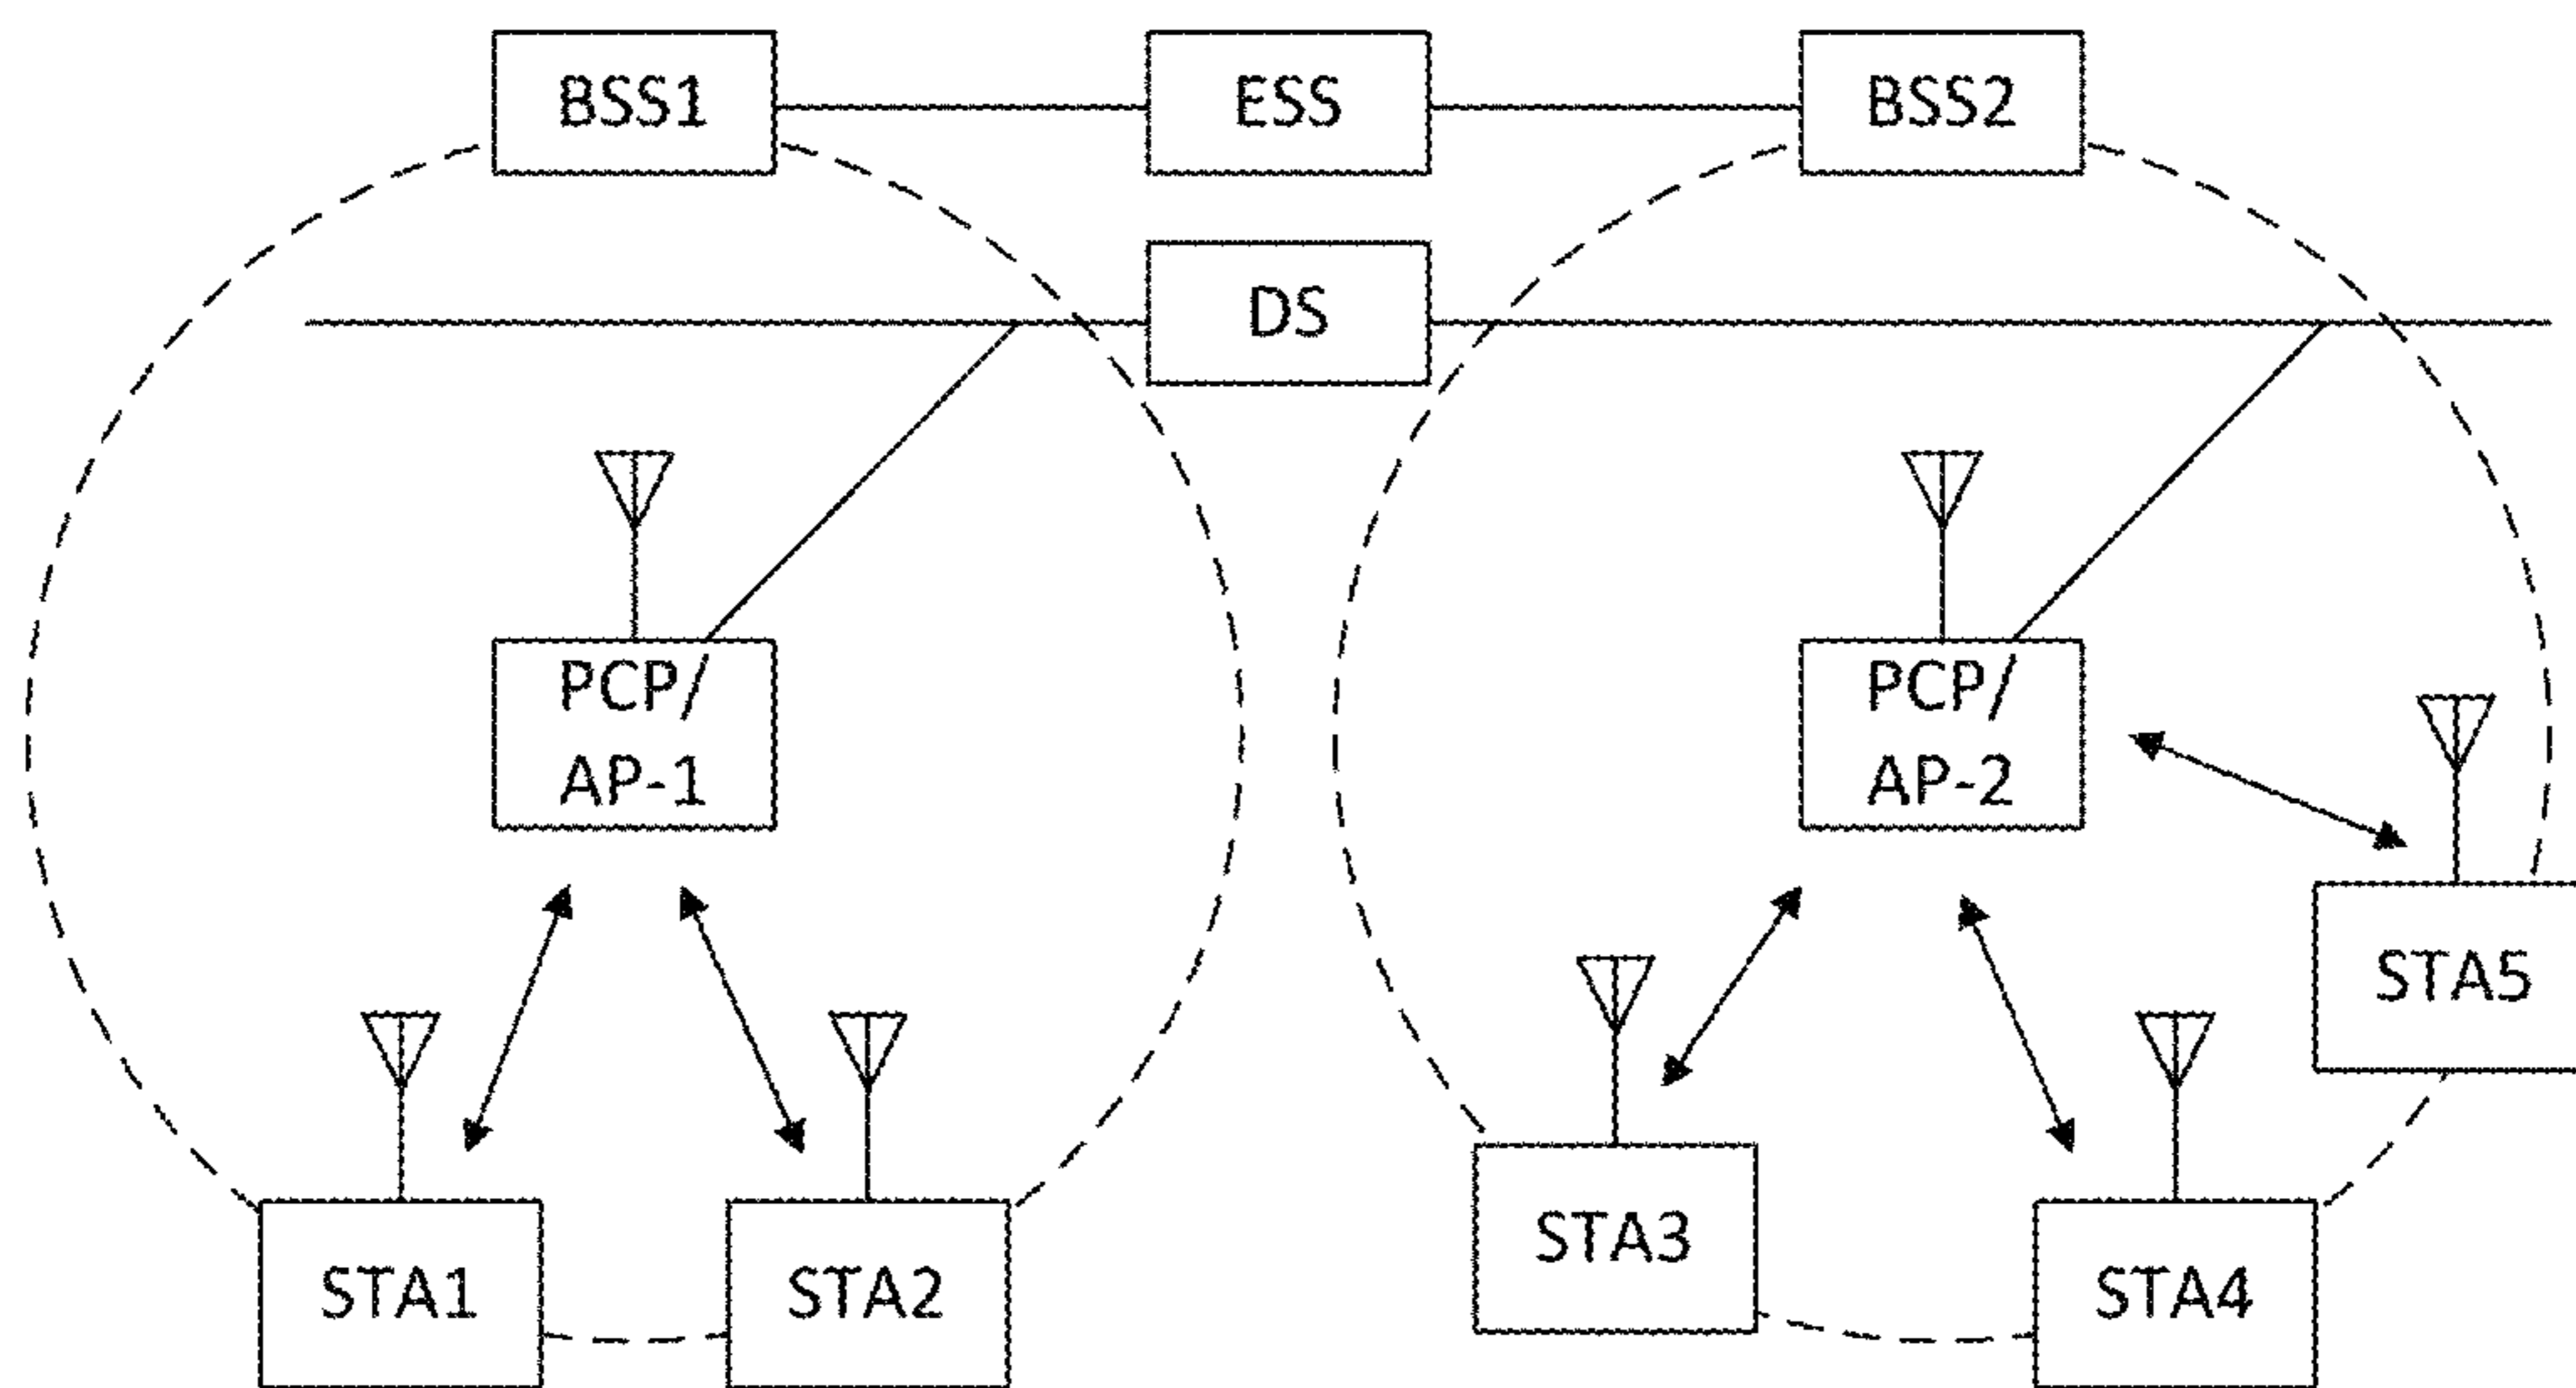 BSS1
ESS
BSS2
DS
PCP/
AP-1
PCP/
AP-2
STA5
STA3
STA1
STA2
STA4